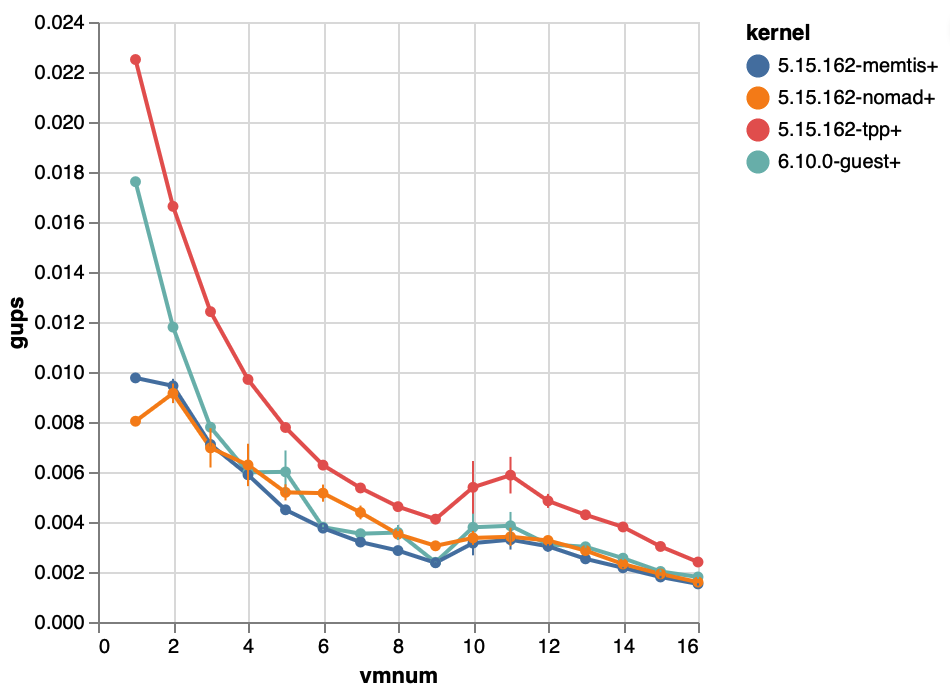 0.024
0.022
0.020
0.018
0.016
0.014
0.012
0.010
0.008
0.006
0.004
0.002
0.000
gups
0 2 4 6 8 10 12 14 16
vmnum
kernel
5.15.162-memtis+
5.15.162-nomad+
5.15.162-tpp+
6.10.0-guest+